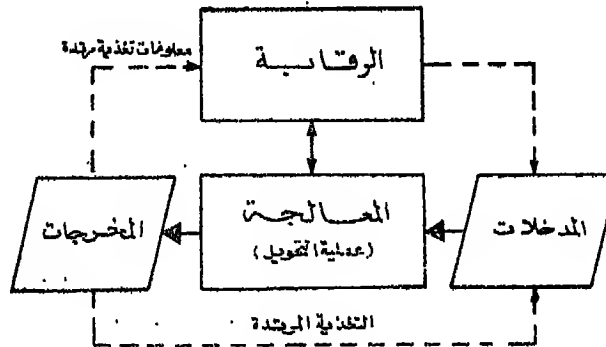 معلومات تغذية مرتدة
الرقابة
المدخلات
المعالجة
(عملية التحويل)
المخرجات
التغذية المرتدة